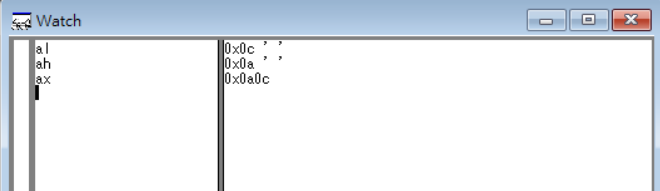 Watch
al 0x0c ' '
ah 0x0a ' '
ax 0x0a0c